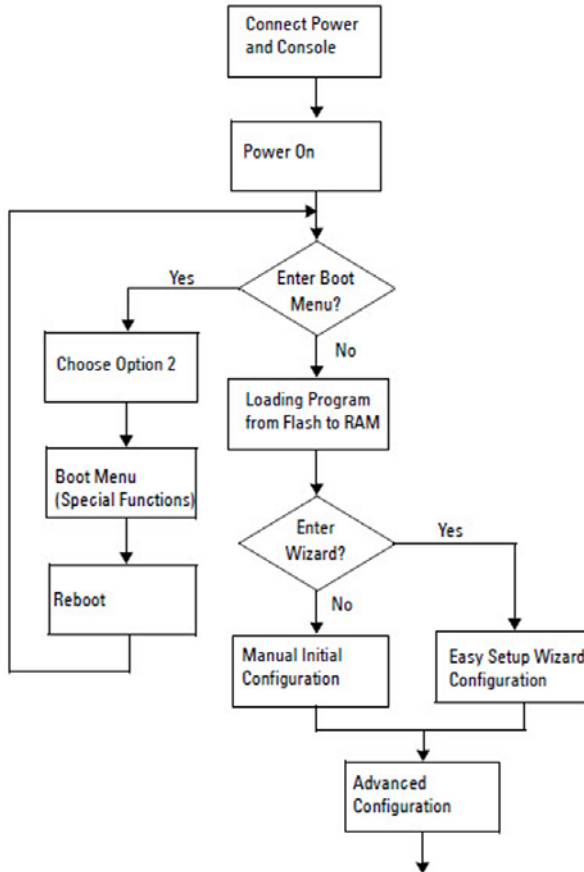 Connect Power
and Console
Power On
Enter Boot
Menu?
Yes
No
Choose Option 2
Loading Program
from Flash to RAM
Boot Menu
(Special Functions)
Enter
Wizard?
Yes
No
Reboot
Manual Initial
Configuration
Easy Setup Wizard
Configuration
Advanced
Configuration